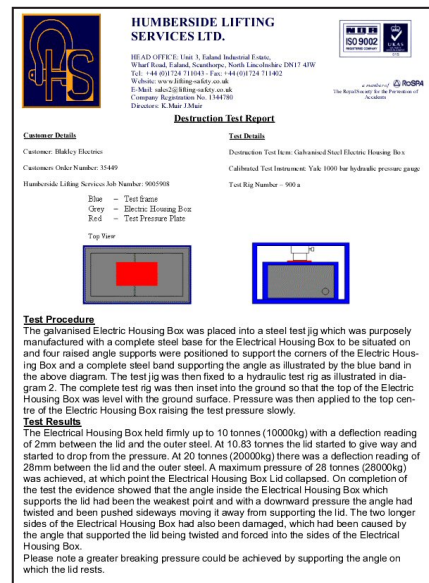 HUMBERSIDE LIFTING
SERVICES LTD.
HEAD OFFICE: Unit 3, Ealand Industrial Estate,
Wharf Road, Ealand, Scunthorpe, North Lincolnshire DN17 4JW
Tel: +44 (0)1724 711043 - Fax: +44 (0)1724 711402
Website: www.lifting-safety.co.uk
E-Mail: sales2@lifting-safety.co.uk
Company Registration No. 1344780
Directors: K.Muir J.Muir
NQA
ISO 9002
UKAS
a member of RoSPA
The Royal Society for the Prevention of
Accidents
Destruction Test Report
Customer Details
Customer: Blakley Electrics
Customers Order Number: 35449
Humberside Lifting Services Job Number: 9005908
Test Details
Destruction Test Item: Galvanised Steel Electric Housing Box
Calibrated Test Instrument: Yale 1000 bar hydraulic pressure gauge
Test Rig Number – 900 a
Blue – Test frame
Grey – Electric Housing Box
Red – Test Pressure Plate
Top View
Test Procedure
The galvanised Electric Housing Box was placed into a steel test jig which was purposely
manufactured with a complete steel base for the Electrical Housing Box to be situated on
and four raised angle supports were positioned to support the corners of the Electric Hous-
ing Box and a complete steel band supporting the angle as illustrated by the blue band in
the above diagram. The test jig was then fixed to a hydraulic test rig as illustrated in dia-
gram 2. The complete test rig was then inset into the ground so that the top of the Electric
Housing Box was level with the ground surface. Pressure was then applied to the top cen-
tre of the Electric Housing Box raising the test pressure slowly.
Test Results
The Electrical Housing Box held firmly up to 10 tonnes (10000kg) with a deflection reading
of 2mm between the lid and the outer steel. At 10.83 tonnes the lid started to give way and
started to drop from the pressure. At 20 tonnes (20000kg) there was a deflection reading of
28mm between the lid and the outer steel. A maximum pressure of 28 tonnes (28000kg)
was achieved, at which point the Electrical Housing Box Lid collapsed. On completion of
the test the evidence showed that the angle inside the Electrical Housing Box which
supports the lid had been the weakest point and with a downward pressure the angle had
twisted and been pushed sideways moving it away from supporting the lid. The two longer
sides of the Electrical Housing Box had also been damaged, which had been caused by
the angle that supported the lid being twisted and forced into the sides of the Electrical
Housing Box.
Please note a greater breaking pressure could be achieved by supporting the angle on
which the lid rests.